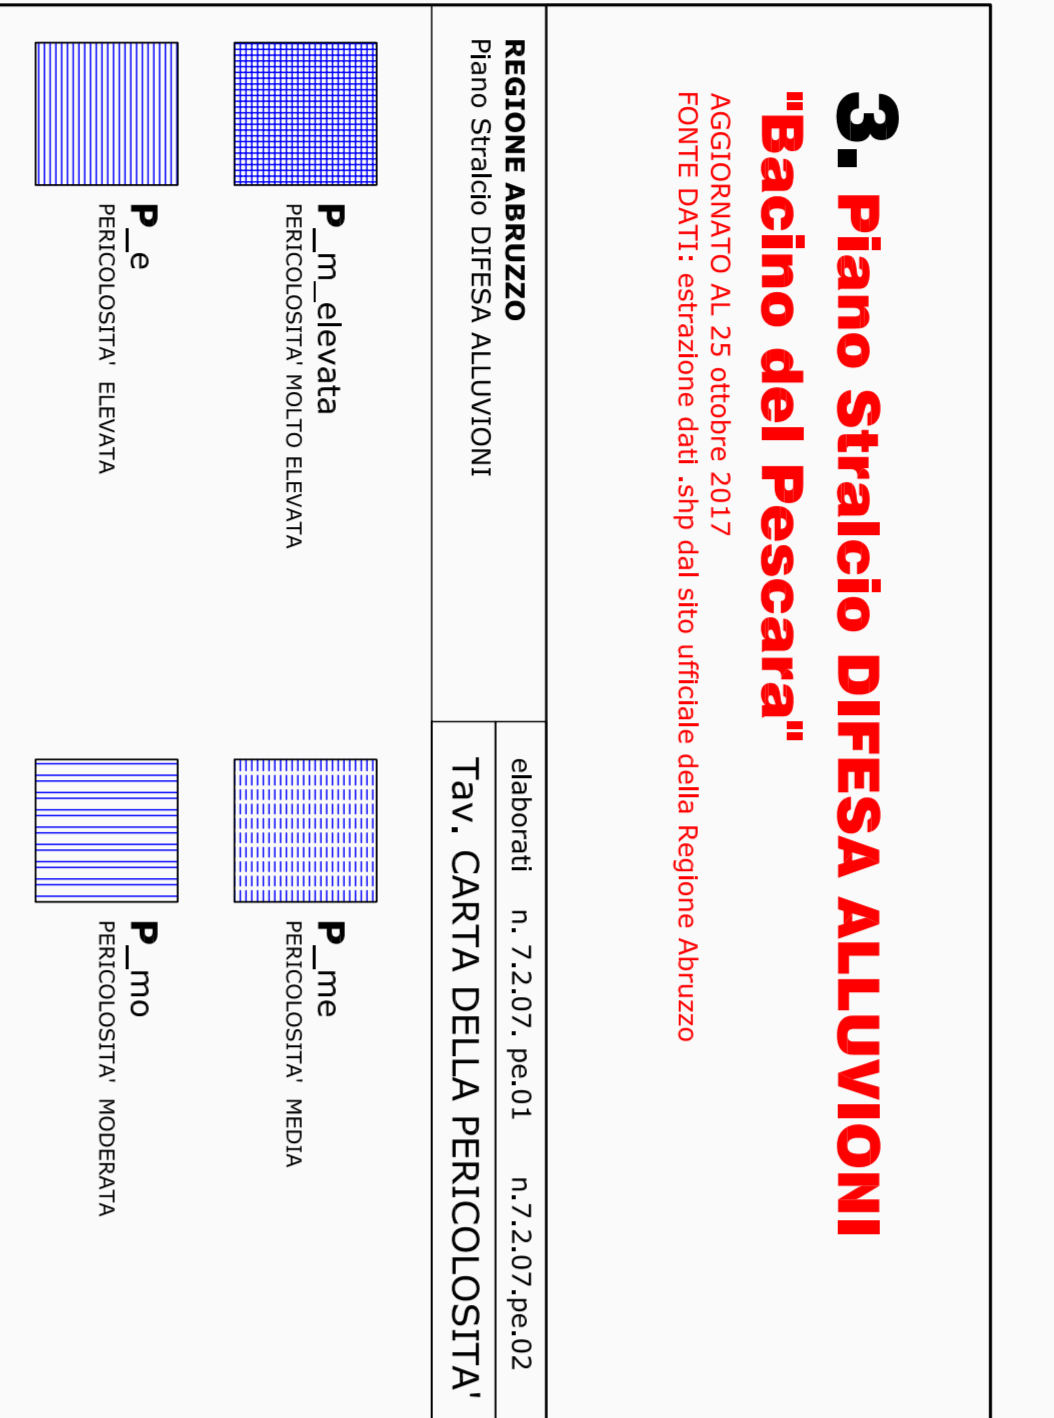 3. Piano Stralcio DIFESA ALLUVIONI
"Bacino del Pescara"
AGGIORNATO AL 25 ottobre 2017
FONTE DATI: estrazione dati .shp dal sito ufficiale della Regione Abruzzo
REGIONE ABRUZZO
Piano Stralcio DIFESA ALLUVIONI
elaborati n. 7.2.07. pe.01 n.7.2.07.pe.02
Tav. CARTA DELLA PERICOLOSITA'
P_m_elevata
PERICOLOSITA' MOLTO ELEVATA
P_me
PERICOLOSITA' MEDIA
P_e
PERICOLOSITA' ELEVATA
P_mo
PERICOLOSITA' MODERATA